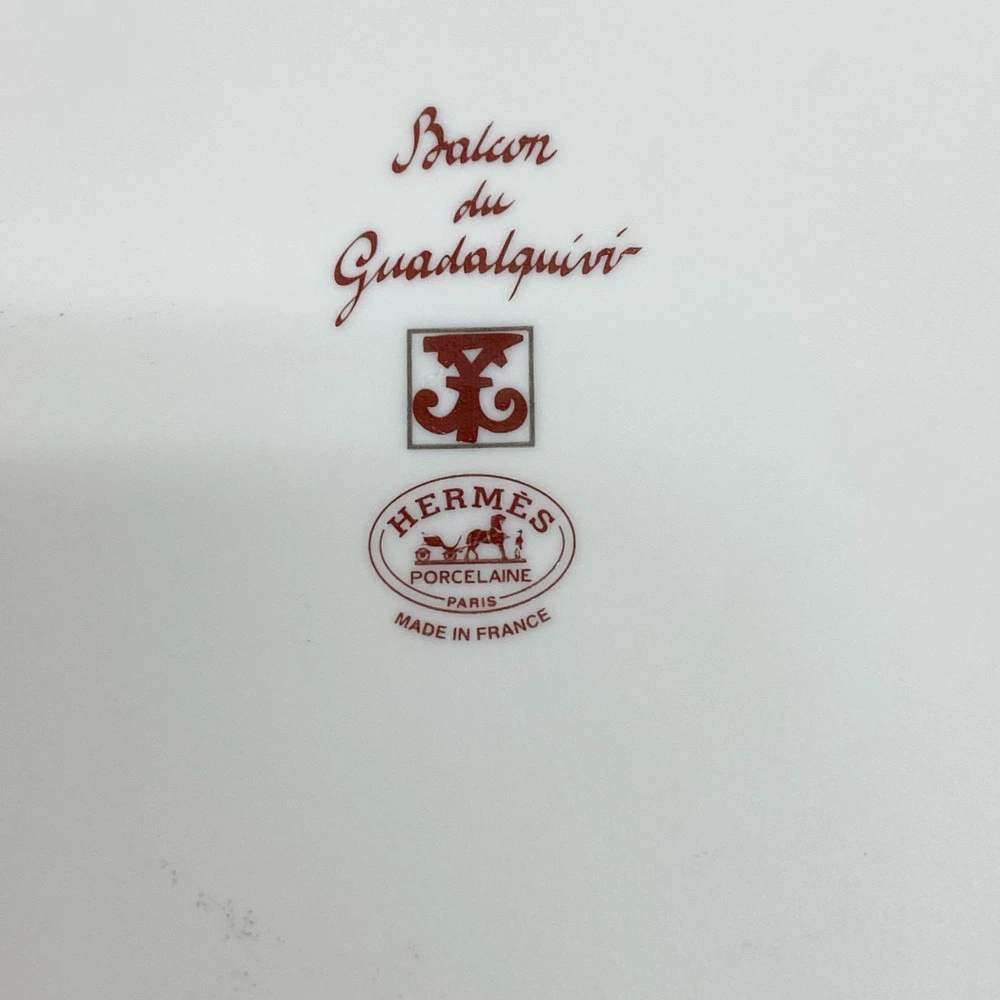 Balcon
du
Guadalquivir
HERMÈS
PORCELAINE
PARIS
MADE IN FRANCE